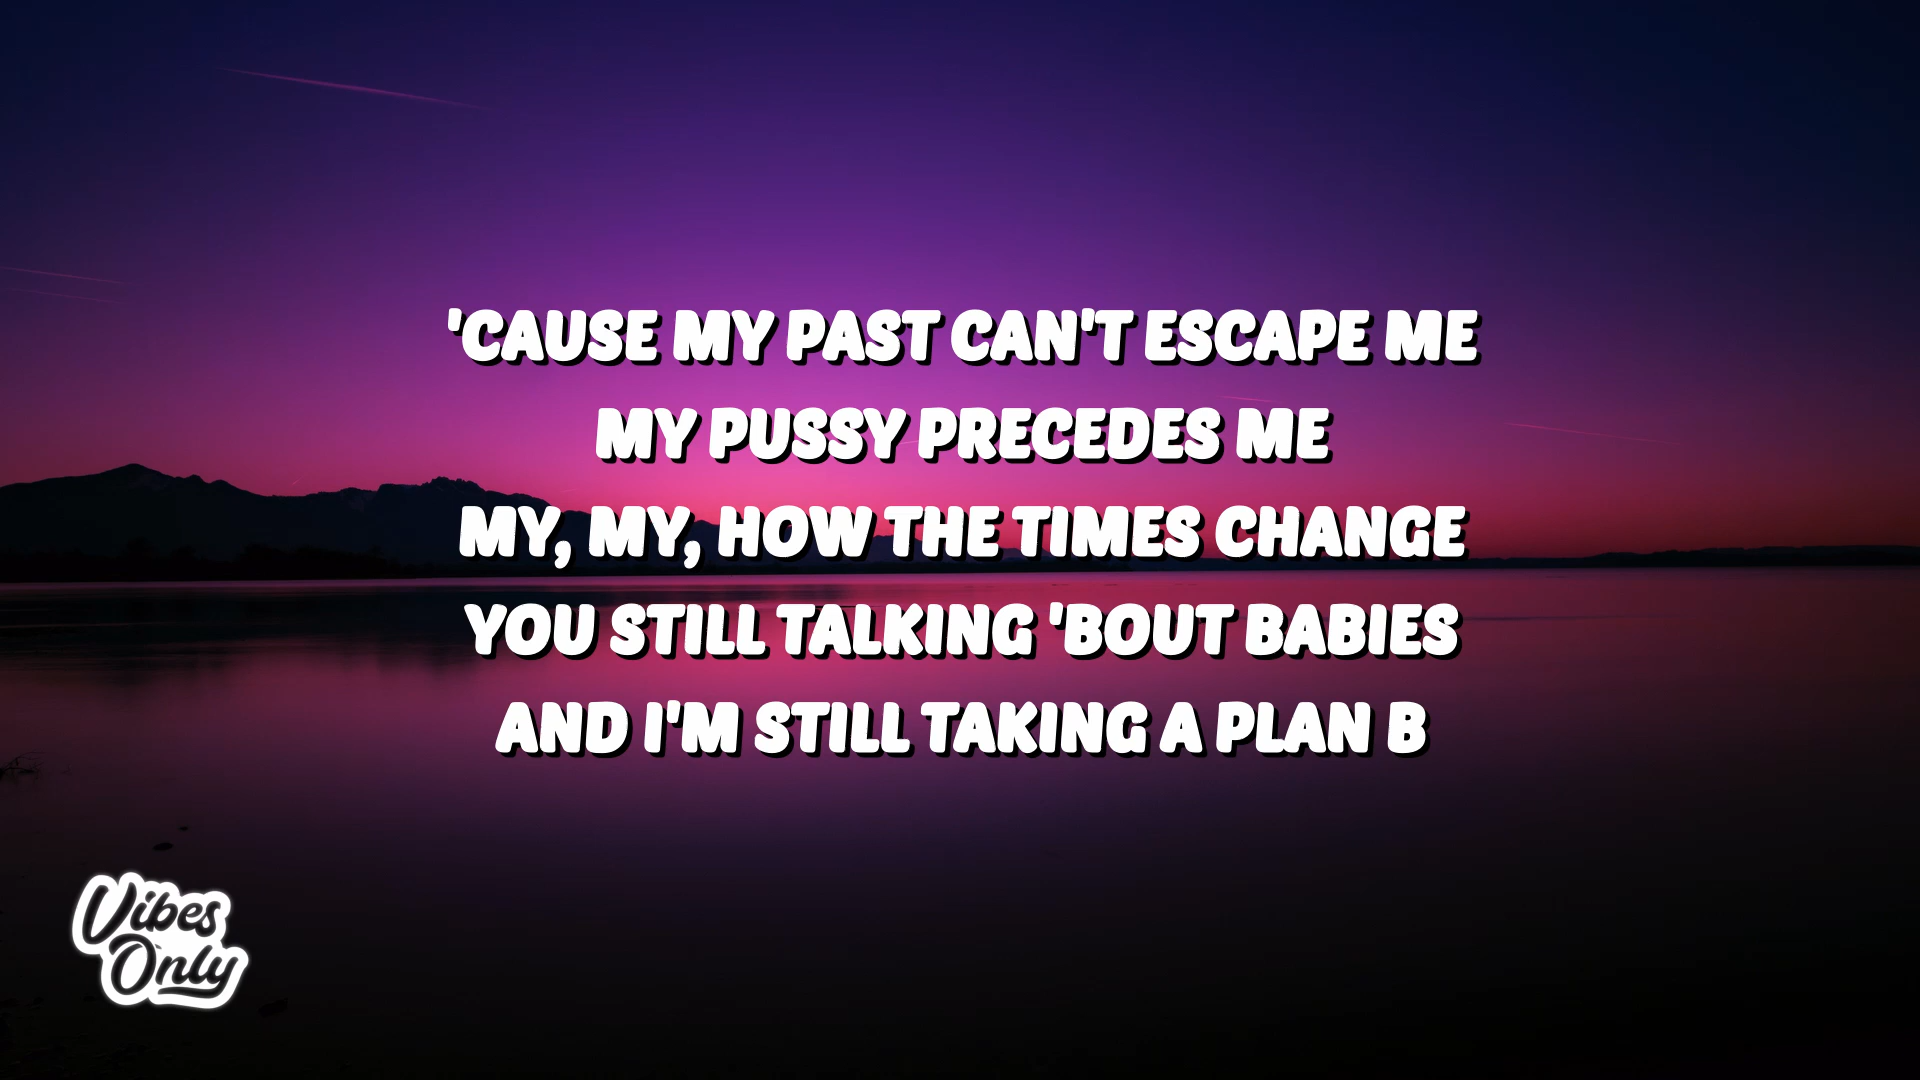 'CAUSE MY PAST CAN'T ESCAPE ME
MY PUSSY PRECEDES ME
MY, MY, HOW THE TIMES CHANGE
YOU STILL TALKING 'BOUT BABIES
AND I'M STILL TAKING A PLAN B
Vibes
Only